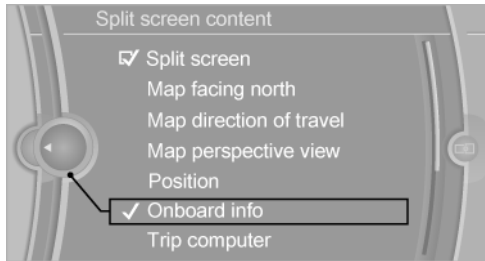 Split screen content
Split screen
Map facing north
Map direction of travel
Map perspective view
Position
Onboard info
Trip computer